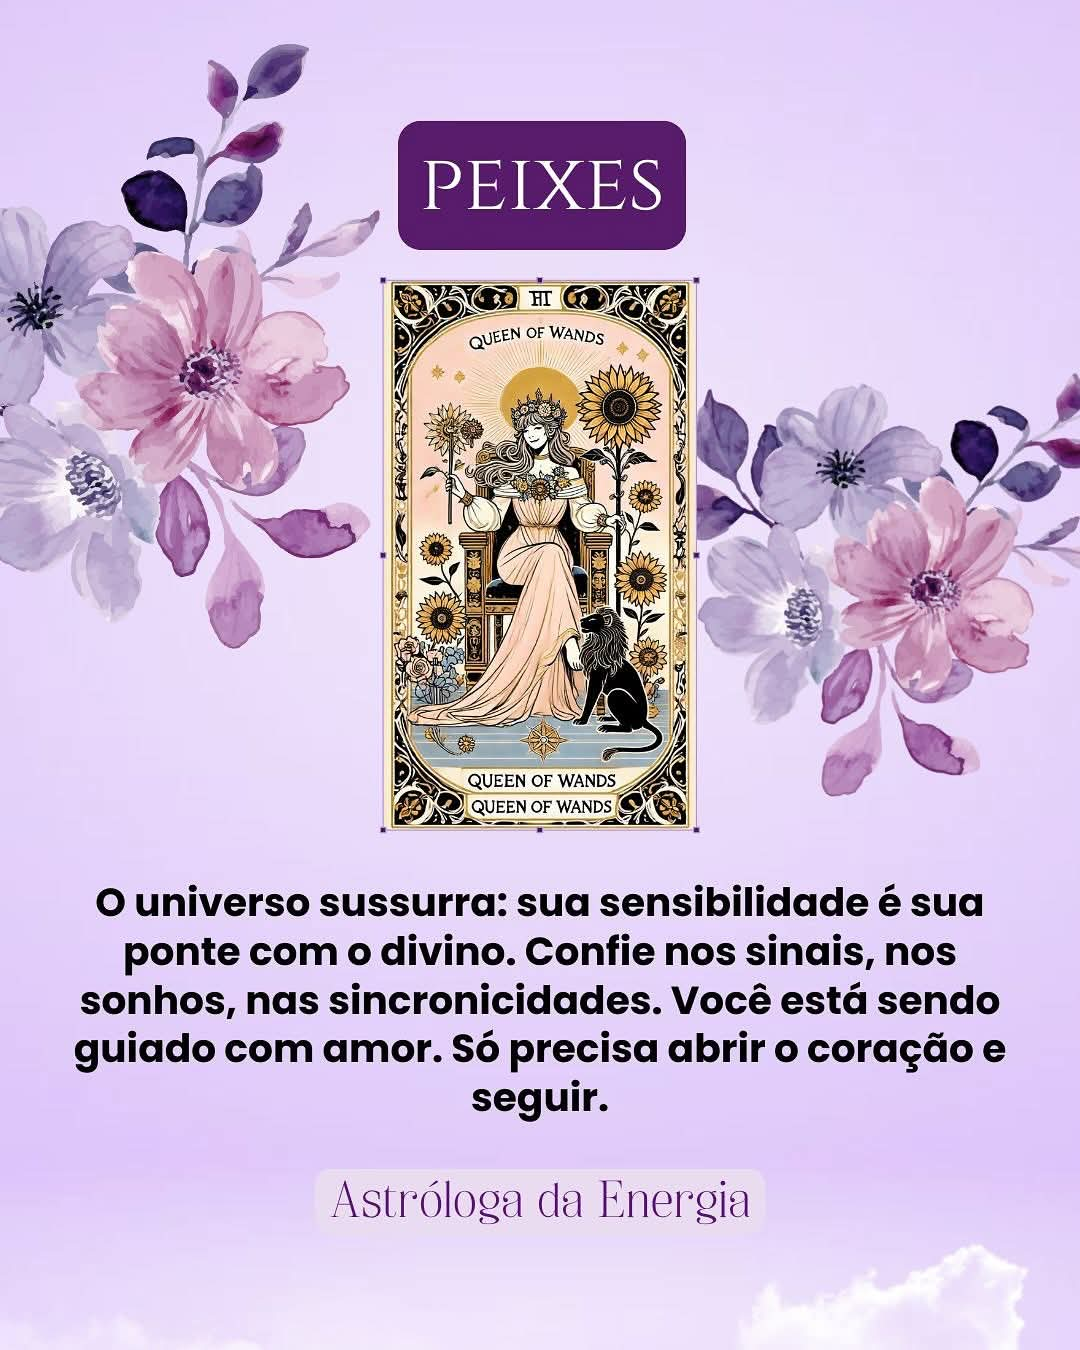 PEIXES
QUEEN OF WANDS
QUEEN OF WANDS
QUEEN OF WANDS
O universo sussurra: sua sensibilidade é sua
ponte com o divino. Confie nos sinais, nos
sonhos, nas sincronicidades. Você está sendo
guiado com amor. Só precisa abrir o coração e
seguir.
Astróloga da Energia